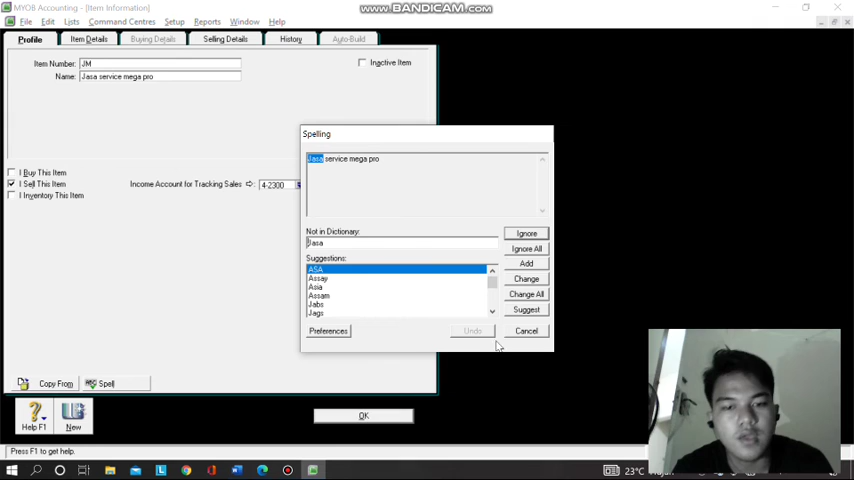 MYOB Accounting - [Item Information]
www.BANDICAM.com
File Edit Lists Command Centres Setup Reports Window Help
Profile Item Details Buying Details Selling Details History Auto-Build
Item Number: JM
Inactive Item
Name: Jasa service mega pro
I Buy This Item
I Sell This Item
Income Account for Tracking Sales 4-2300
I Inventory This Item
Spelling
Jasa service mega pro
Not in Dictionary:
Jasa
Suggestions:
ASA
Assay
Asia
Assam
Jabs
Jags
Ignore
Ignore All
Add
Change
Change All
Suggest
Preferences Undo Cancel
Copy From
ABC Spell
OK
Help F1 New
Press F1 to get help.
23°C